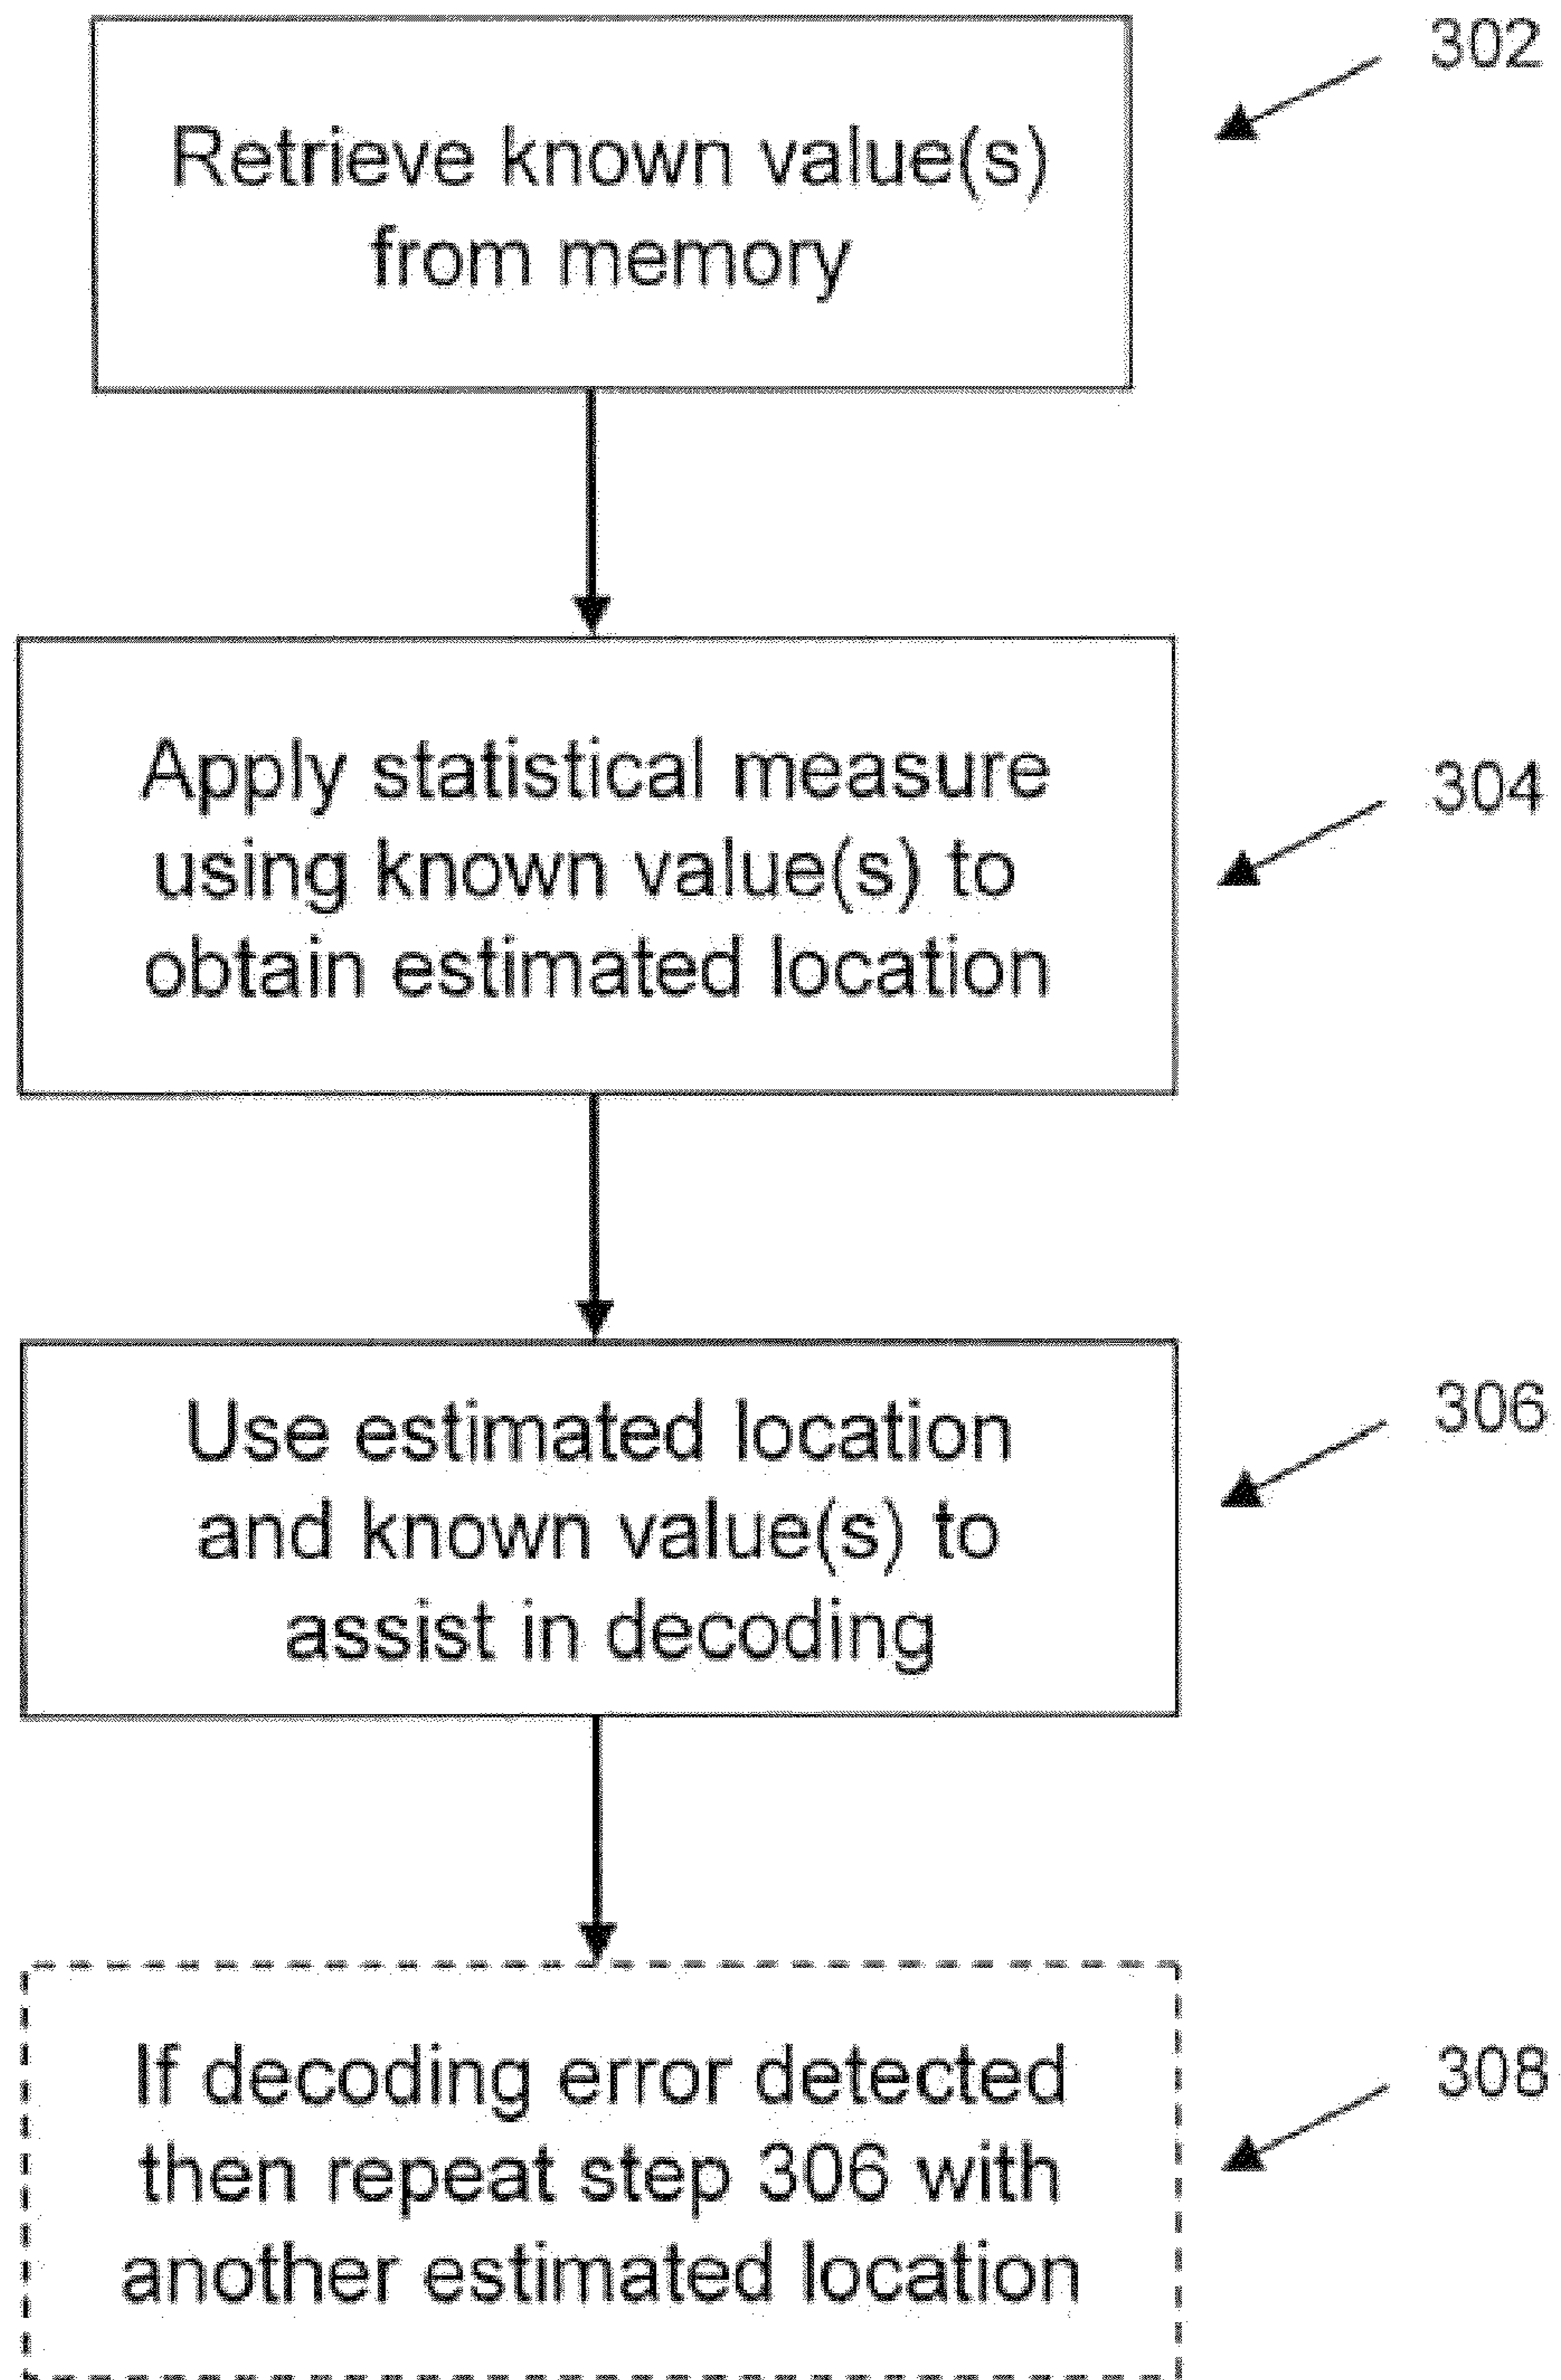 302
Retrieve known value(s)
from memory
304
Apply statistical measure
using known value(s) to
obtain estimated location
306
Use estimated location
and known value(s) to
assist in decoding
308
If decoding error detected
then repeat step 306 with
another estimated location